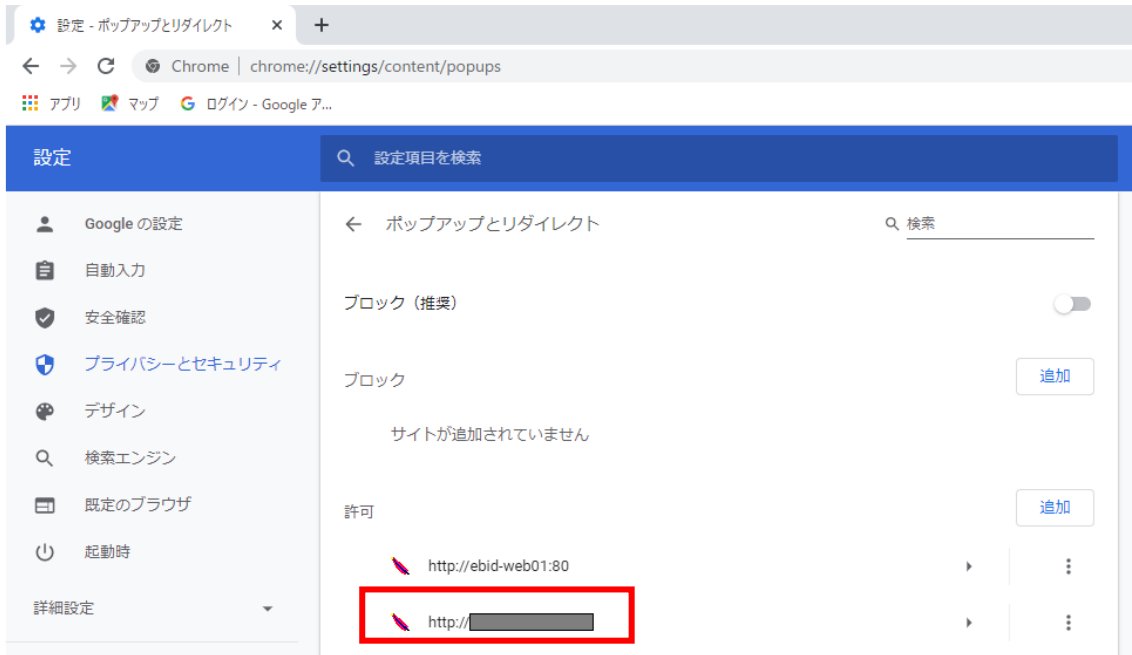 設定 - ポップアップとリダイレクト
Chrome | chrome://settings/content/popups
アプリ マップ ログイン - Google ア...
設定
設定項目を検索
Google の設定
自動入力
安全確認
プライバシーとセキュリティ
デザイン
検索エンジン
既定のブラウザ
起動時
詳細設定
ポップアップとリダイレクト
検索
ブロック（推奨）
ブロック
追加
サイトが追加されていません
許可
追加
http://ebid-web01:80
http://